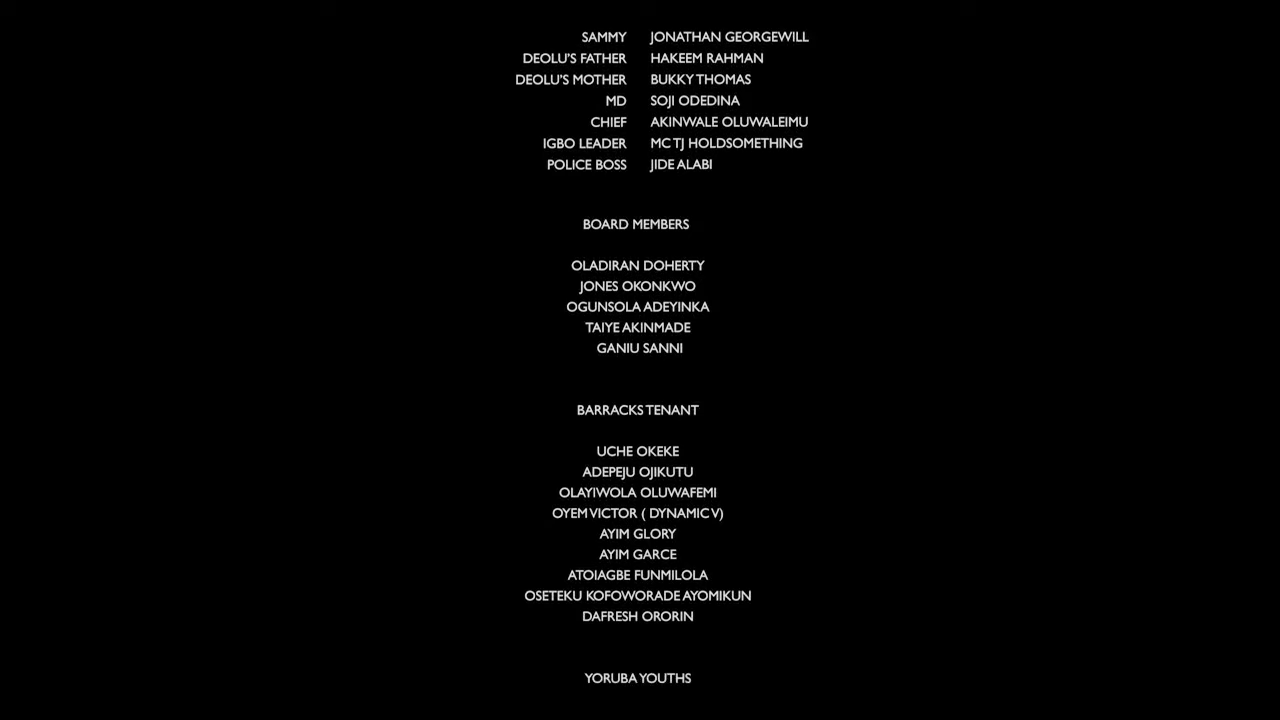 SAMMY JONATHAN GEORGEWILL
DEOLU'S FATHER HAKEEM RAHMAN
DEOLU'S MOTHER BUKKY THOMAS
MD SOJI ODEDINA
CHIEF AKINWALE OLUWALEIMU
IGBO LEADER MC TJ HOLDSOMETHING
POLICE BOSS JIDE ALABI
BOARD MEMBERS
OLADIRAN DOHERTY
JONES OKONKWO
OGUNSOLA ADEYINKA
TAIYE AKINMADE
GANIU SANNI
BARRACKS TENANT
UCHE OKEKE
ADEPEJU OJIKUTU
OLAYIWOLA OLUWAFEMI
OYEM VICTOR ( DYNAMIC V)
AYIM GLORY
AYIM GARCE
ATOIAGBE FUNMILOLA
OSETEKU KOFOWORADE AYOMIKUN
DAFRESH ORORIN
YORUBA YOUTHS